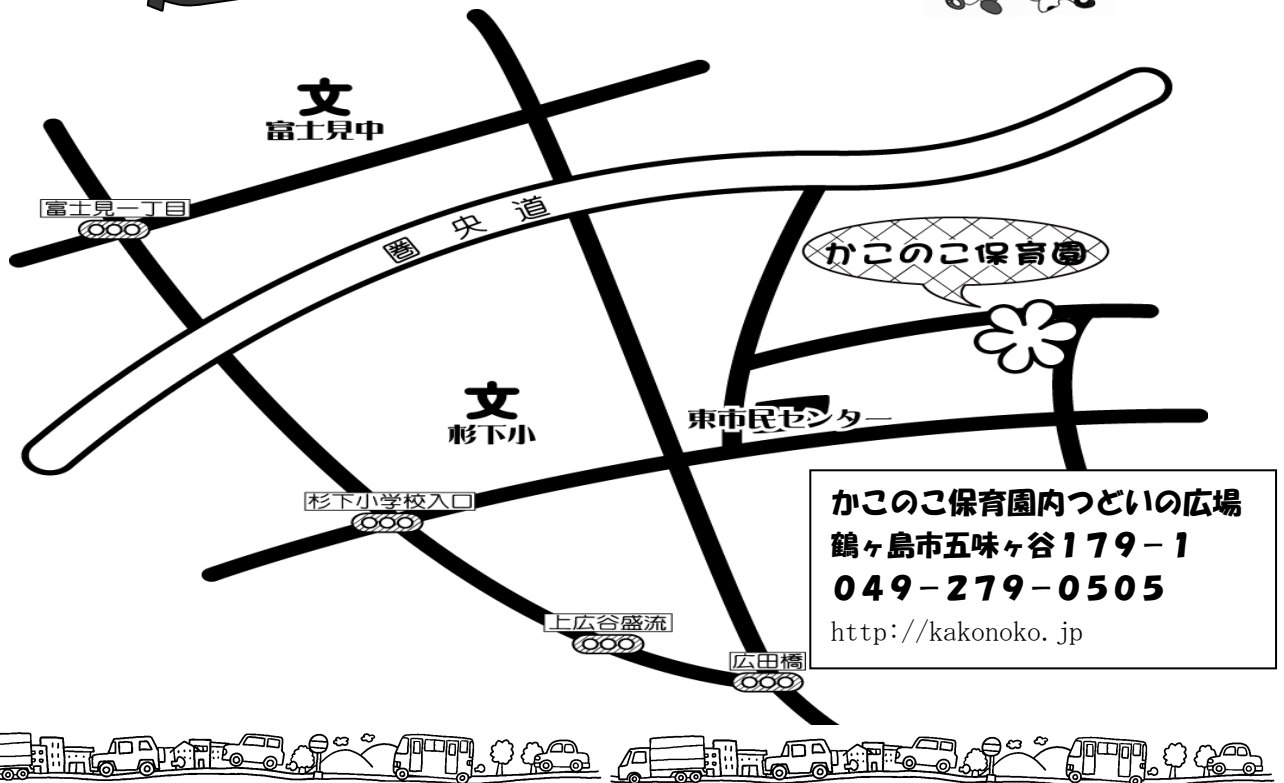 文
富士見中
富士見一丁目
圏央道
かこのこ保育園
文
杉下小
東市民センター
杉下小学校入口
かこのこ保育園内つどいの広場
鶴ヶ島市五味ヶ谷179-1
049-279-0505
http://kakonoko.jp
上広谷盛流
広田橋